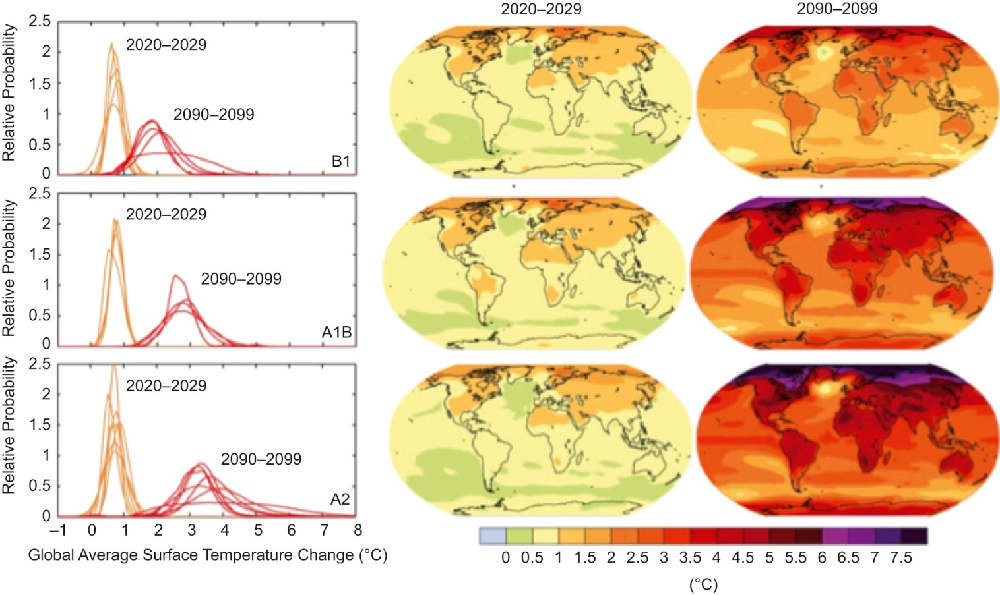 2020–2029 2090–2099
2.5
2
1.5
1
0.5
0
Relative Probability
2020–2029
2090–2099
B1
2.5
2
1.5
1
0.5
0
Relative Probability
2020–2029
2090–2099
A1B
2.5
2
1.5
1
0.5
0
Relative Probability
2020–2029
2090–2099
A2
–1 0 1 2 3 4 5 6 7 8
Global Average Surface Temperature Change (°C)
0 0.5 1 1.5 2 2.5 3 3.5 4 4.5 5 5.5 6 6.5 7 7.5
(°C)